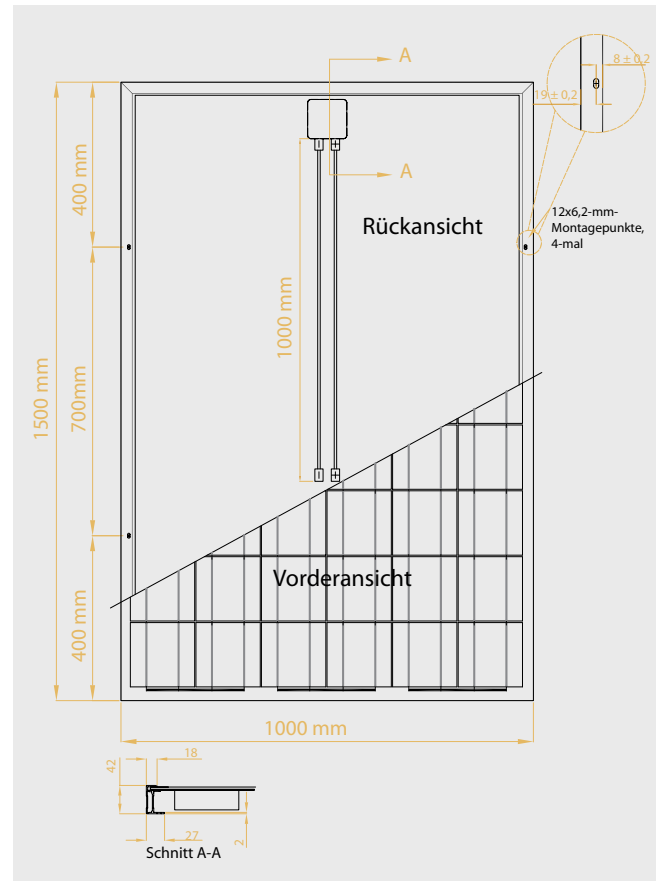 A
8 ± 0,2
19 ± 0,2
400 mm
A
12x6,2-mm-
Montagepunkte,
4-mal
Rückansicht
1000 mm
1500 mm
700mm
Vorderansicht
400 mm
1000 mm
18
42
27
2
Schnitt A-A